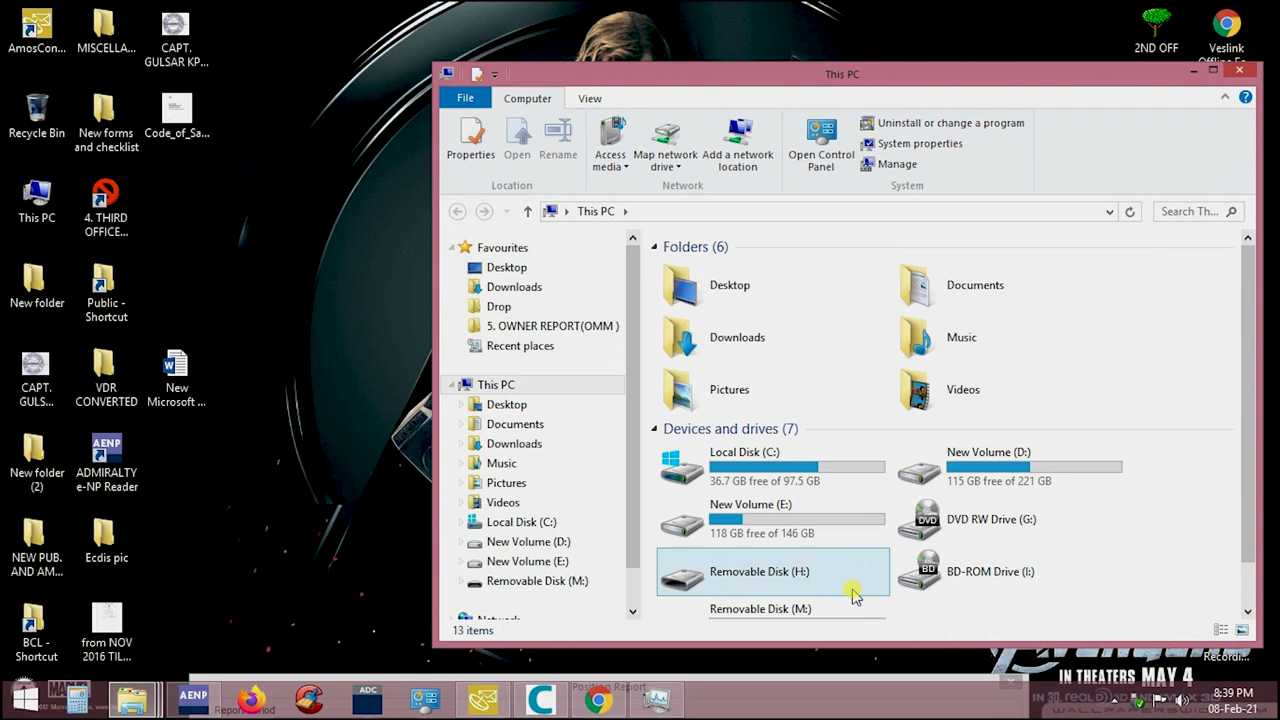 AmosCon...
MISCELLA...
CAPT. GULSAR KP...
Recycle Bin
New forms and checklist
Code_of_Sa...
This PC
4. THIRD OFFICE...
New folder
Public - Shortcut
CAPT. GULS...
VDR CONVERTED
New Microsoft ...
New folder (2)
AENP
ADMIRALTY e-NP Reader
NEW PUB. AND AM...
Ecdis pic
BCL - Shortcut
from NOV 2016 TIL...
2ND OFF
Veslink
This PC
File
Computer
View
Properties
Open
Rename
Access media
Map network drive
Add a network location
Open Control Panel
Uninstall or change a program
System properties
Manage
Location
Network
System
This PC
Search Th...
Favourites
Desktop
Downloads
Drop
5. OWNER REPORT(OMM )
Recent places
This PC
Desktop
Documents
Downloads
Music
Pictures
Videos
Local Disk (C:)
New Volume (D:)
New Volume (E:)
Removable Disk (M:)
Network
Folders (6)
Desktop
Documents
Downloads
Music
Pictures
Videos
Devices and drives (7)
Local Disk (C:)
36.7 GB free of 97.5 GB
New Volume (D:)
115 GB free of 221 GB
New Volume (E:)
118 GB free of 146 GB
DVD
DVD RW Drive (G:)
Removable Disk (H:)
BD
BD-ROM Drive (I:)
Removable Disk (M:)
13 items
Recordi...
IN THEATERS MAY 4
Positioning Report
AENP
ADC
8:39 PM
08-Feb-21